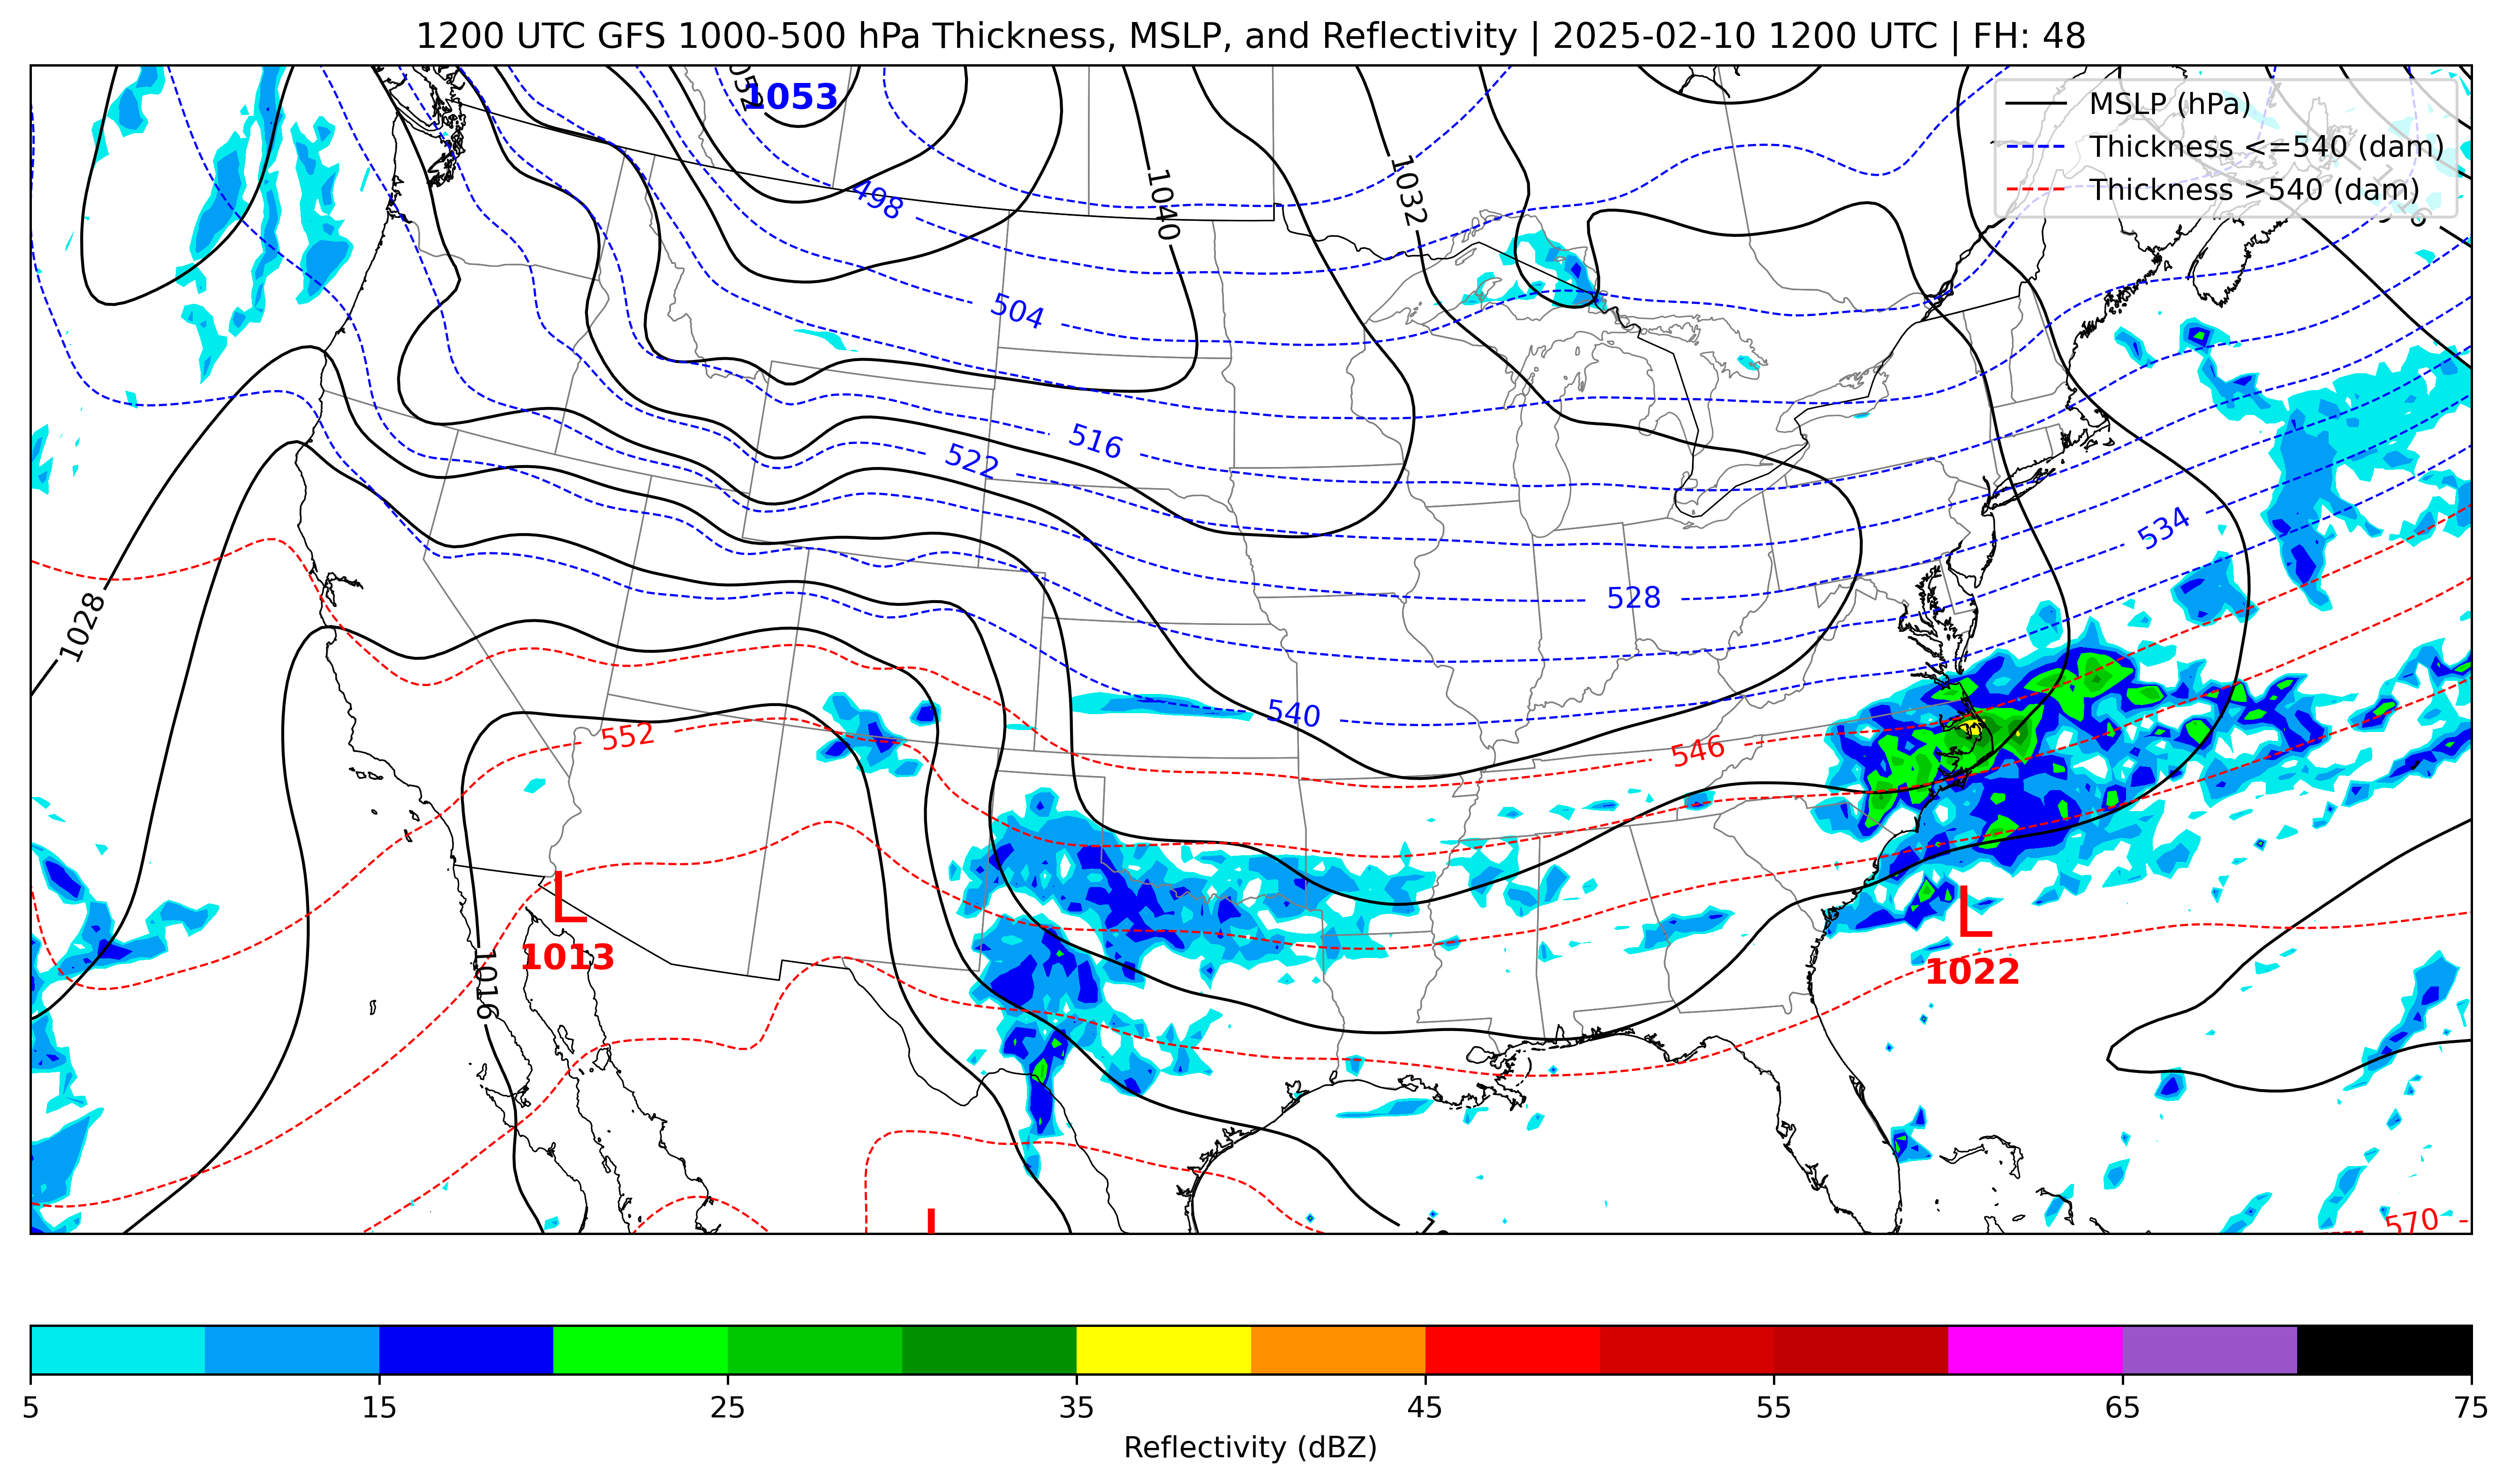 1200 UTC GFS 1000-500 hPa Thickness, MSLP, and Reflectivity | 2025-02-10 1200 UTC | FH: 48
MSLP (hPa)
Thickness <=540 (dam)
Thickness >540 (dam)
1053
1016
498
1040
1032
504
516
522
534
528
1028
540
552
546
L
1013
L
1022
1016
570
5 15 25 35 45 55 65 75
Reflectivity (dBZ)